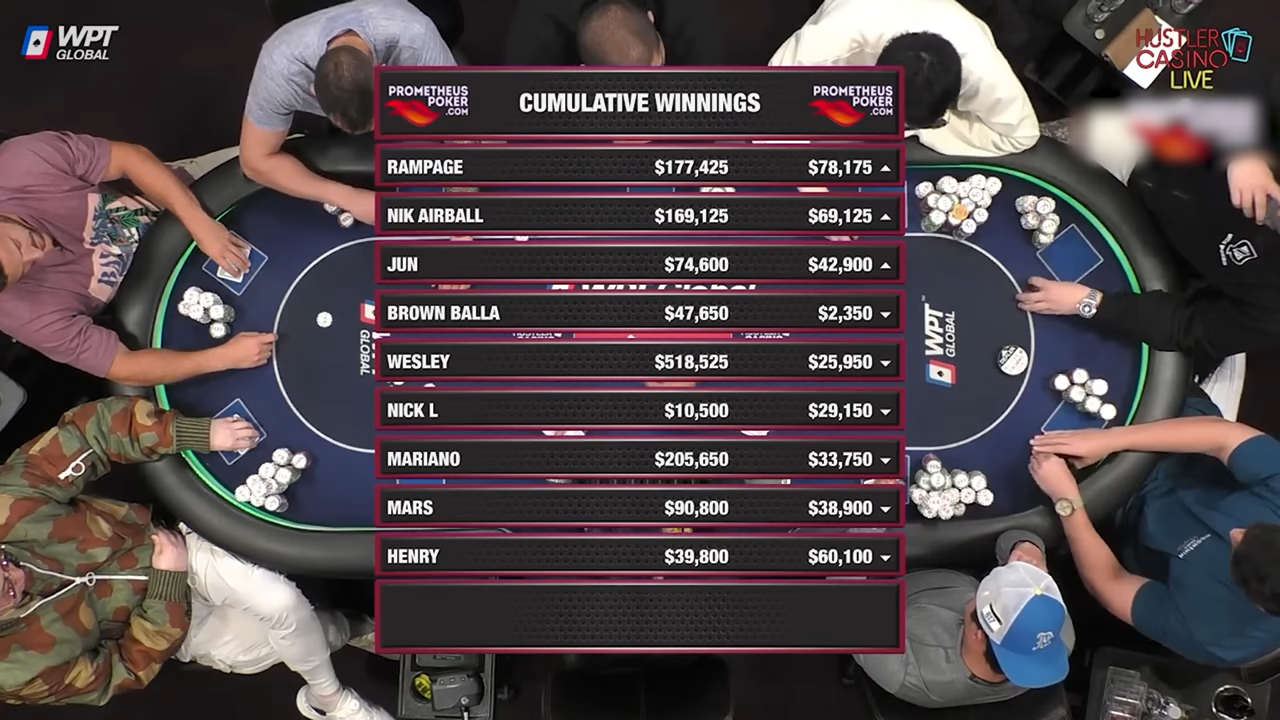 WPT
GLOBAL
HUSTLER
CASINO
LIVE
PROMETHEUS
POKER
.COM
CUMULATIVE WINNINGS
PROMETHEUS
POKER
.COM
RAMPAGE $177,425 $78,175
NIK AIRBALL $169,125 $69,125
JUN $74,600 $42,900
BROWN BALLA $47,650 $2,350
WESLEY $518,525 $25,950
NICK L $10,500 $29,150
MARIANO $205,650 $33,750
MARS $90,800 $38,900
HENRY $39,800 $60,100
WPT Global
WPT
GLOBAL
GLOBAL